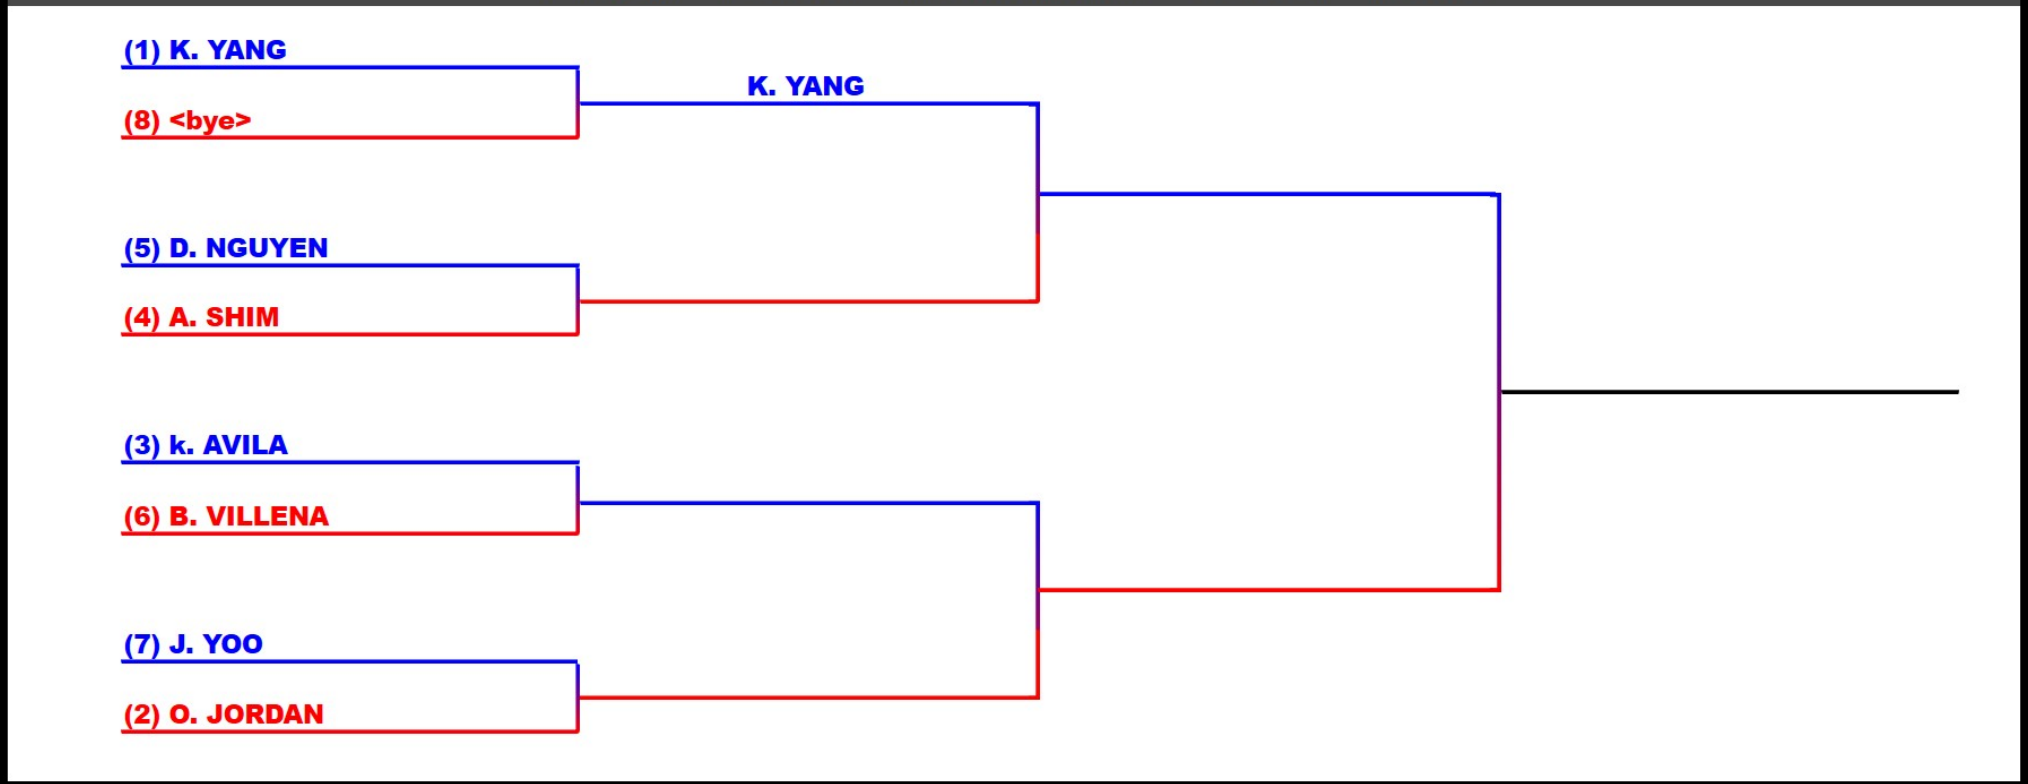 (1) K. YANG
K. YANG
(8) <bye>
(5) D. NGUYEN
(4) A. SHIM
(3) k. AVILA
(6) B. VILLENA
(7) J. YOO
(2) O. JORDAN